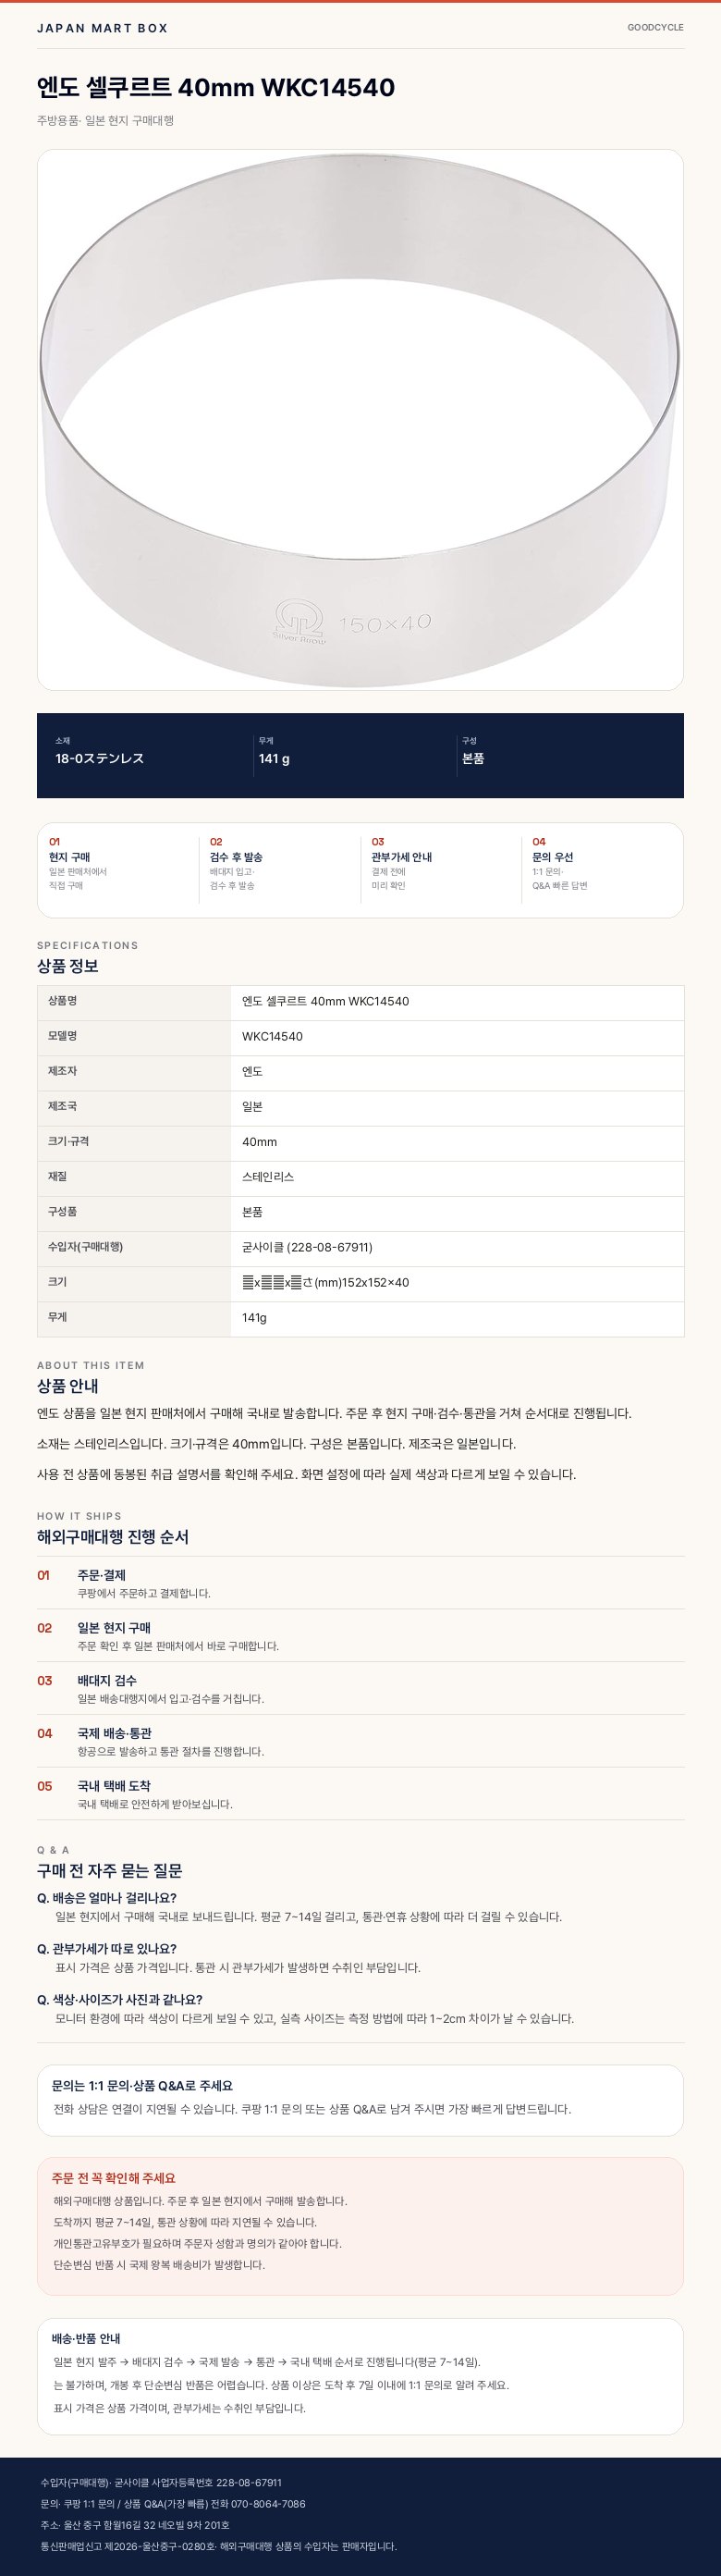 JAPAN MART BOX
GOODCYCLE
엔도 셀쿠르트 40mm WKC14540
주방용품· 일본 현지 구매대행
Silver Arrow 150×40
소재
18-0ステンレス
무게
141 g
구성
본품
01
현지 구매
일본 판매처에서
직접 구매
02
검수 후 발송
배대지 입고·
검수 후 발송
03
관부가세 안내
결제 전에
미리 확인
04
문의 우선
1:1 문의·
Q&A 빠른 답변
SPECIFICATIONS
상품 정보
상품명 엔도 셀쿠르트 40mm WKC14540
모델명 WKC14540
제조자 엔도
제조국 일본
크기·규격 40mm
재질 스테인리스
구성품 본품
수입자(구매대행) 굳사이클 (228-08-67911)
크기 x x さ(mm)152x152×40
무게 141g
ABOUT THIS ITEM
상품 안내
엔도 상품을 일본 현지 판매처에서 구매해 국내로 발송합니다. 주문 후 현지 구매·검수·통관을 거쳐 순서대로 진행됩니다.
소재는 스테인리스입니다. 크기·규격은 40mm입니다. 구성은 본품입니다. 제조국은 일본입니다.
사용 전 상품에 동봉된 취급 설명서를 확인해 주세요. 화면 설정에 따라 실제 색상과 다르게 보일 수 있습니다.
HOW IT SHIPS
해외구매대행 진행 순서
01 주문·결제
쿠팡에서 주문하고 결제합니다.
02 일본 현지 구매
주문 확인 후 일본 판매처에서 바로 구매합니다.
03 배대지 검수
일본 배송대행지에서 입고·검수를 거칩니다.
04 국제 배송·통관
항공으로 발송하고 통관 절차를 진행합니다.
05 국내 택배 도착
국내 택배로 안전하게 받아보십니다.
Q & A
구매 전 자주 묻는 질문
Q. 배송은 얼마나 걸리나요?
일본 현지에서 구매해 국내로 보내드립니다. 평균 7~14일 걸리고, 통관·연휴 상황에 따라 더 걸릴 수 있습니다.
Q. 관부가세가 따로 있나요?
표시 가격은 상품 가격입니다. 통관 시 관부가세가 발생하면 수취인 부담입니다.
Q. 색상·사이즈가 사진과 같나요?
모니터 환경에 따라 색상이 다르게 보일 수 있고, 실측 사이즈는 측정 방법에 따라 1~2cm 차이가 날 수 있습니다.
문의는 1:1 문의·상품 Q&A로 주세요
전화 상담은 연결이 지연될 수 있습니다. 쿠팡 1:1 문의 또는 상품 Q&A로 남겨 주시면 가장 빠르게 답변드립니다.
주문 전 꼭 확인해 주세요
해외구매대행 상품입니다. 주문 후 일본 현지에서 구매해 발송합니다.
도착까지 평균 7~14일, 통관 상황에 따라 지연될 수 있습니다.
개인통관고유부호가 필요하며 주문자 성함과 명의가 같아야 합니다.
단순변심 반품 시 국제 왕복 배송비가 발생합니다.
배송·반품 안내
일본 현지 발주 → 배대지 검수 → 국제 발송 → 통관 → 국내 택배 순서로 진행됩니다(평균 7~14일).
는 불가하며, 개봉 후 단순변심 반품은 어렵습니다. 상품 이상은 도착 후 7일 이내에 1:1 문의로 알려 주세요.
표시 가격은 상품 가격이며, 관부가세는 수취인 부담입니다.
수입자(구매대행)· 굳사이클 사업자등록번호 228-08-67911
문의· 쿠팡 1:1 문의 / 상품 Q&A(가장 빠름) 전화 070-8064-7086
주소· 울산 중구 함월16길 32 네오빌 9차 201호
통신판매업신고 제2026-울산중구-0280호· 해외구매대행 상품의 수입자는 판매자입니다.